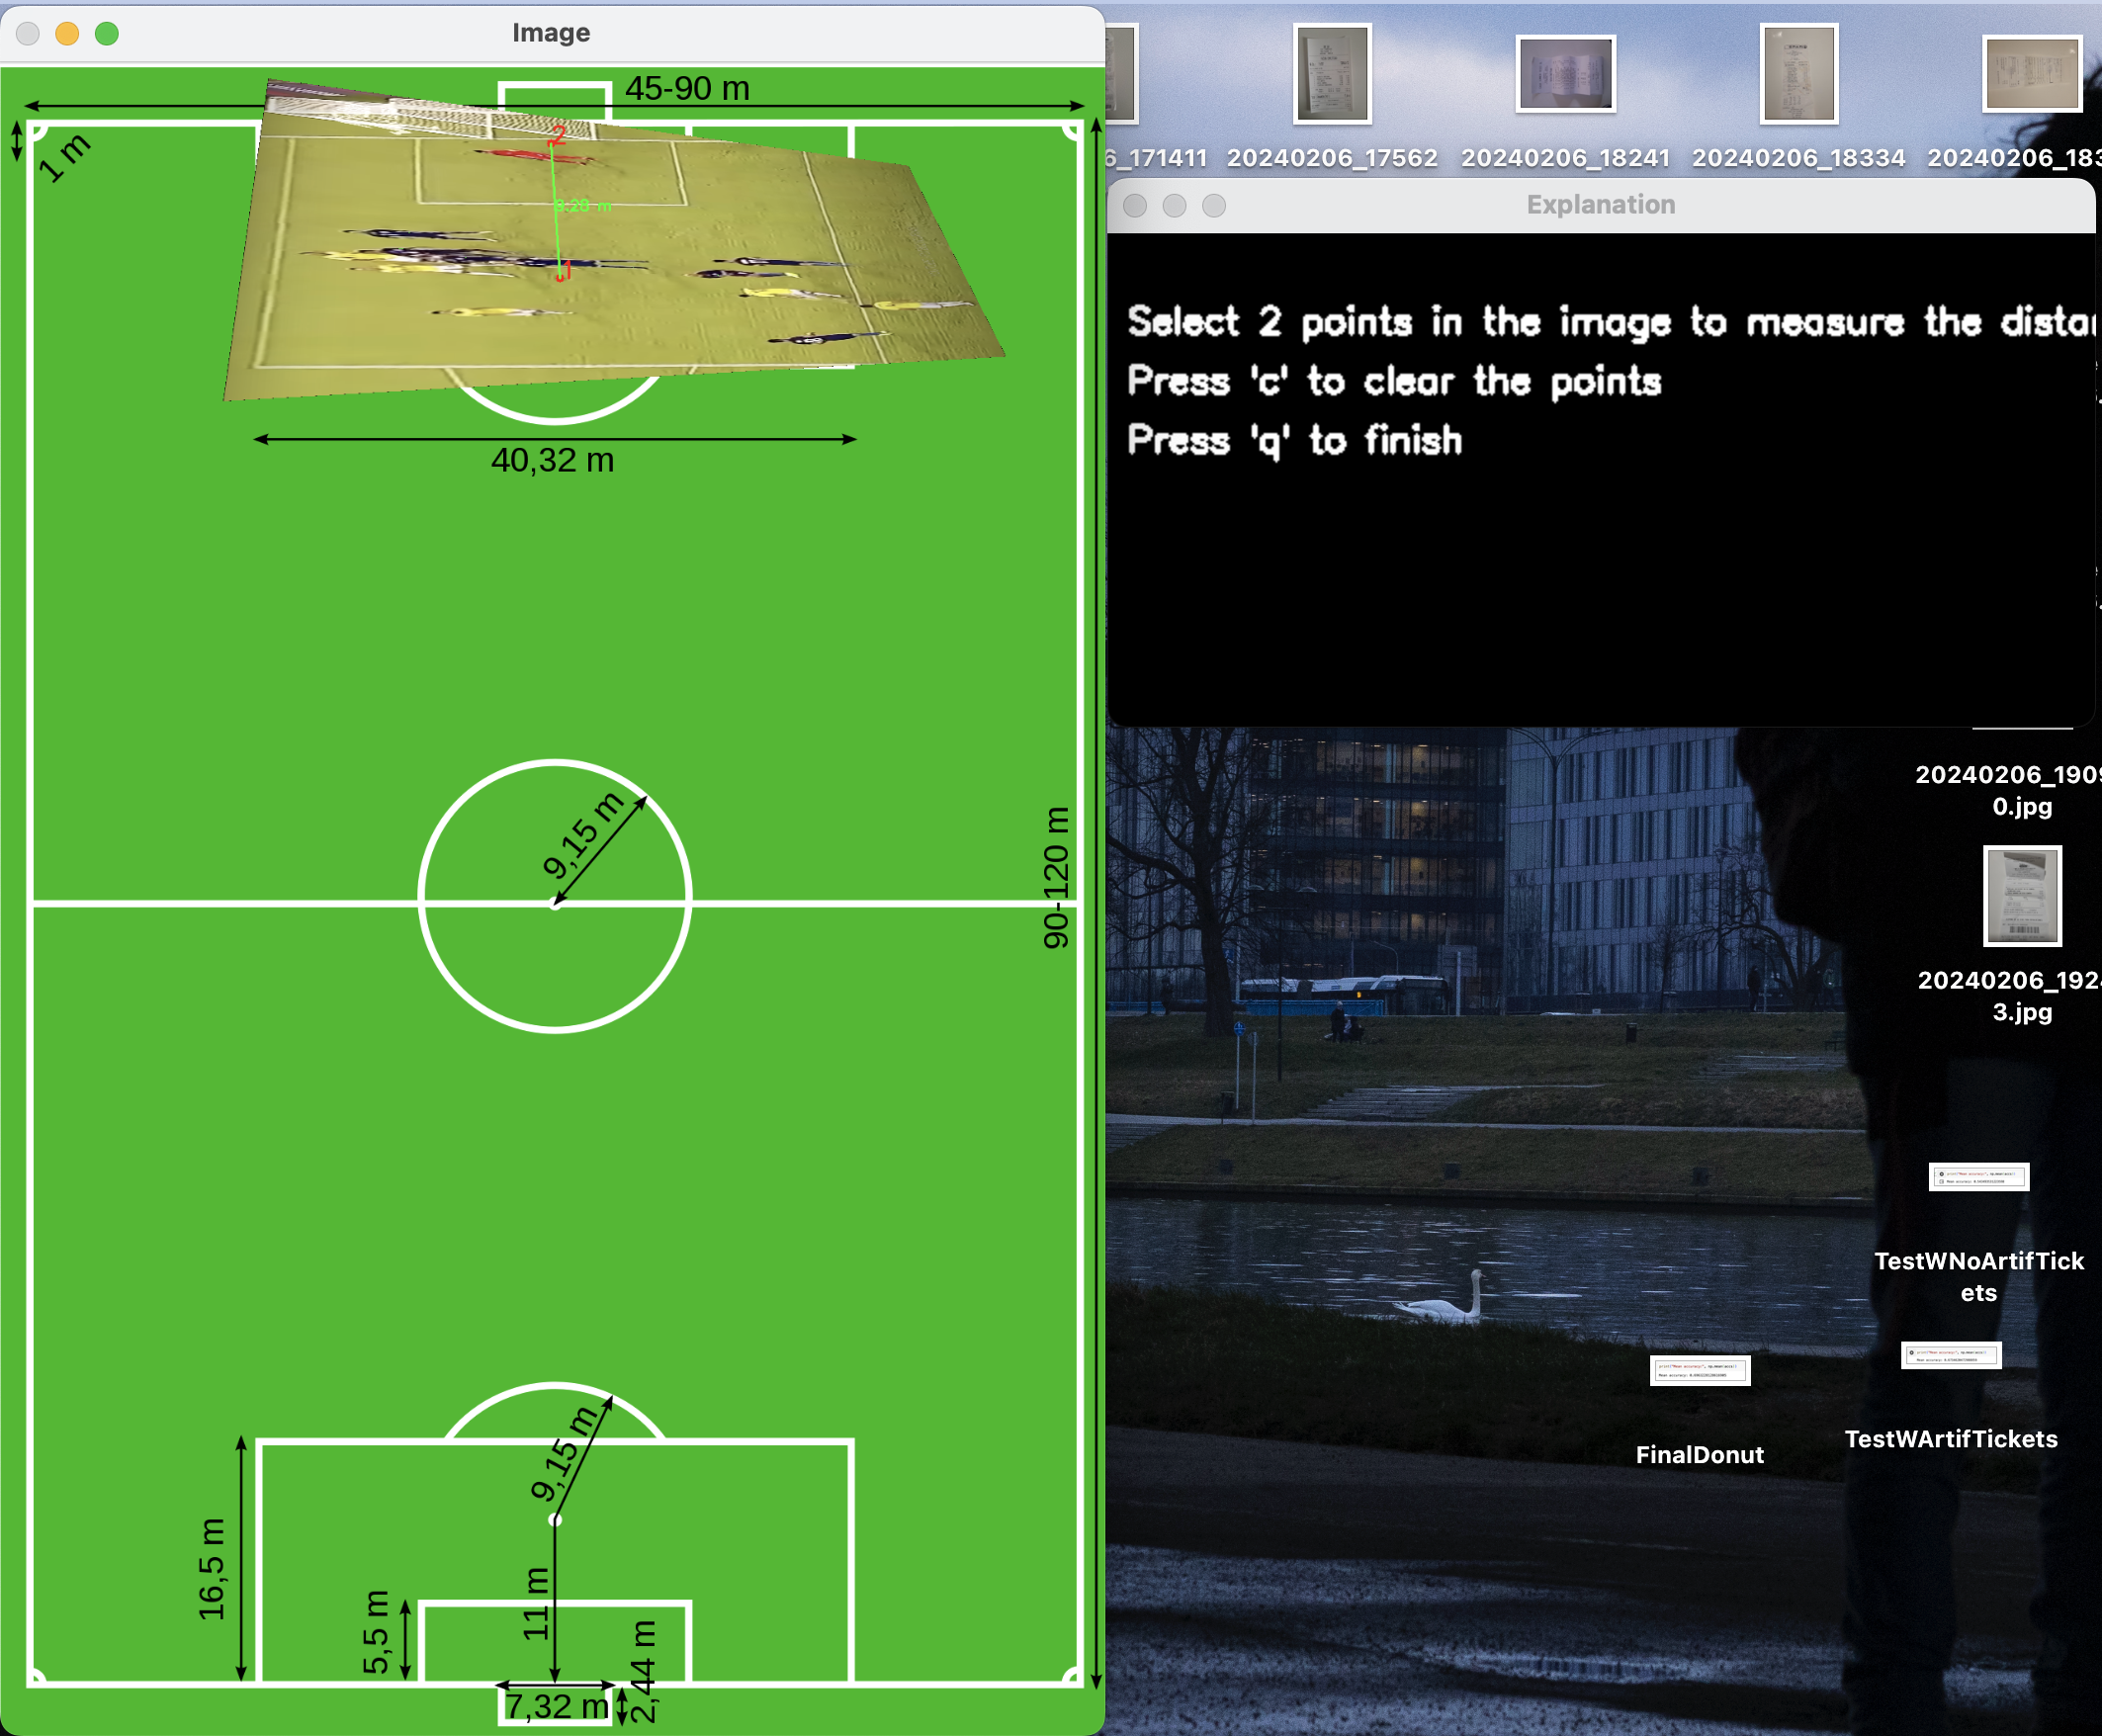 Image
45-90 m
1 m
2
1
40,32 m
9,15 m
90-120 m
9,15 m
16,5 m
11 m
5,5 m
2,44 m
7,32 m
6_171411
20240206_17562
20240206_18241
20240206_18334
20240206_183
Explanation
Select 2 points in the image to measure the distan
Press 'c' to clear the points
Press 'q' to finish
20240206_190
0.jpg
20240206_192
3.jpg
TestWNoArtifTick
ets
FinalDonut
TestWArtifTickets